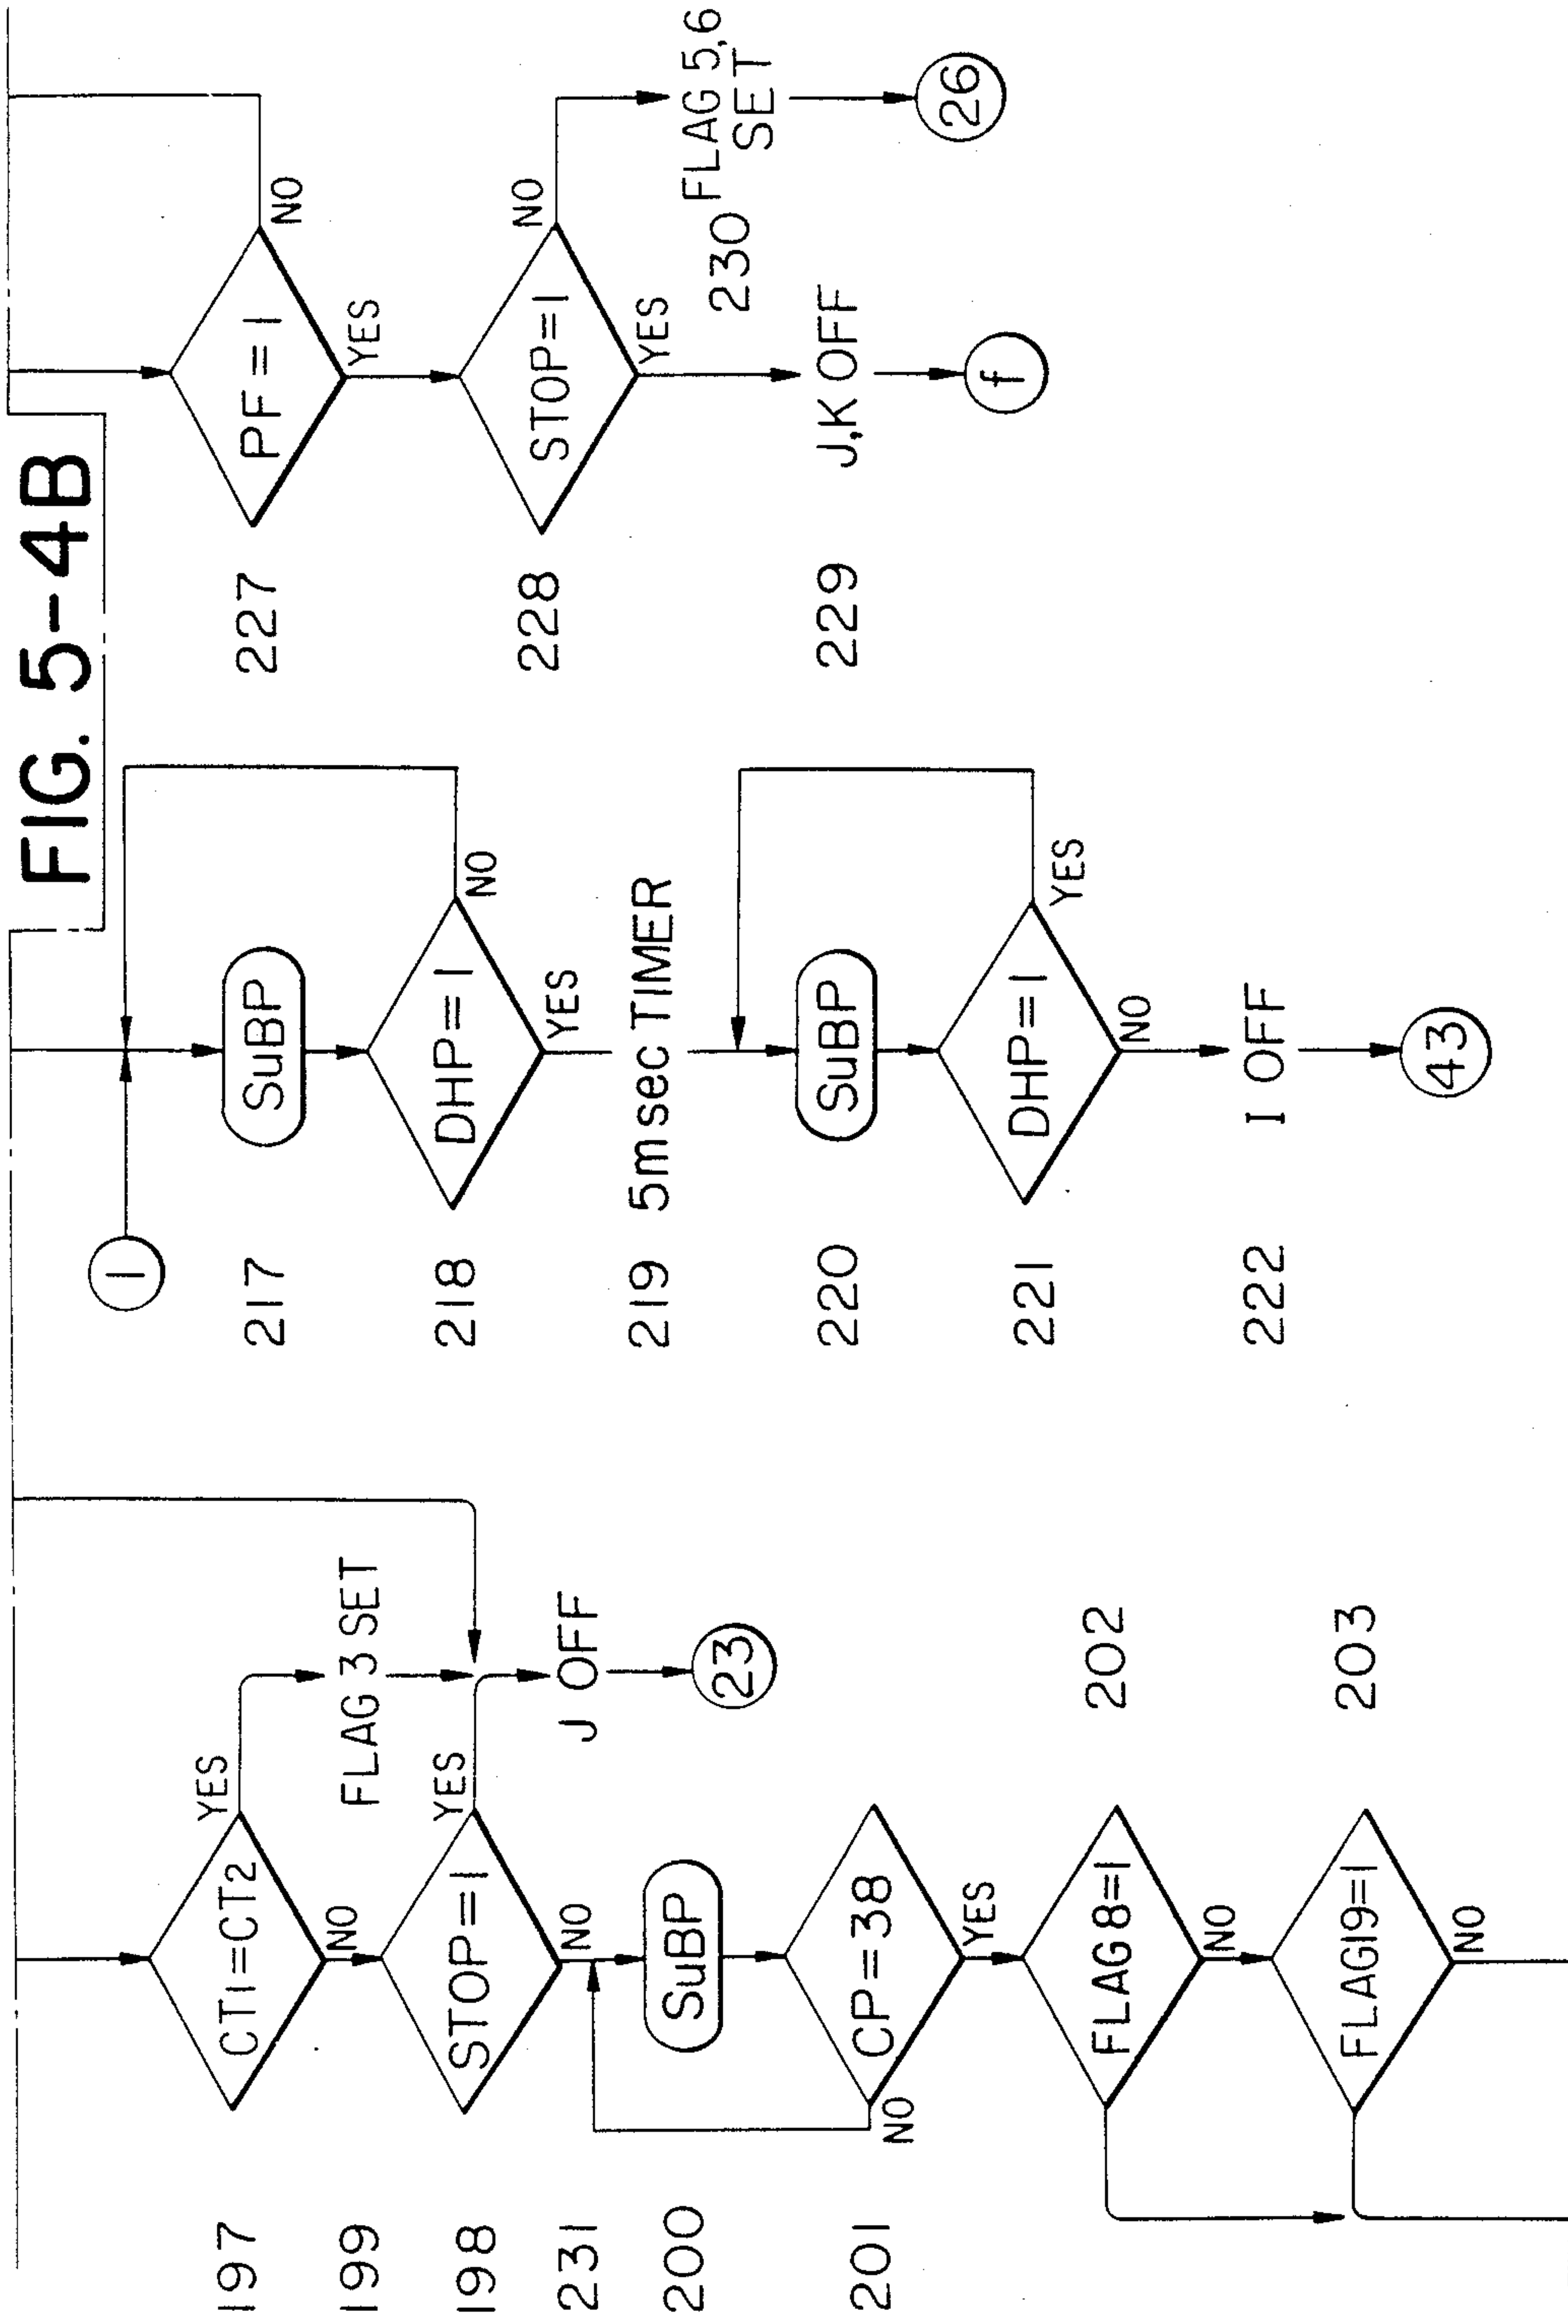 FIG. 5-4B
197
CT1=CT2
YES
NO
199
FLAG 3 SET
198
STOP=1
YES
NO
231
J OFF
23
200
SuBP
201
CP=38
NO
YES
202
FLAG8=1
NO
203
FLAG19=1
NO
1
217
SuBP
218
DHP=1
NO
YES
219 5msec TIMER
220
SuBP
221
DHP=1
YES
NO
222
I OFF
43
227
PF=1
NO
YES
228
STOP=1
NO
YES
230
FLAG 5,6
SET
26
229
J,K OFF
f